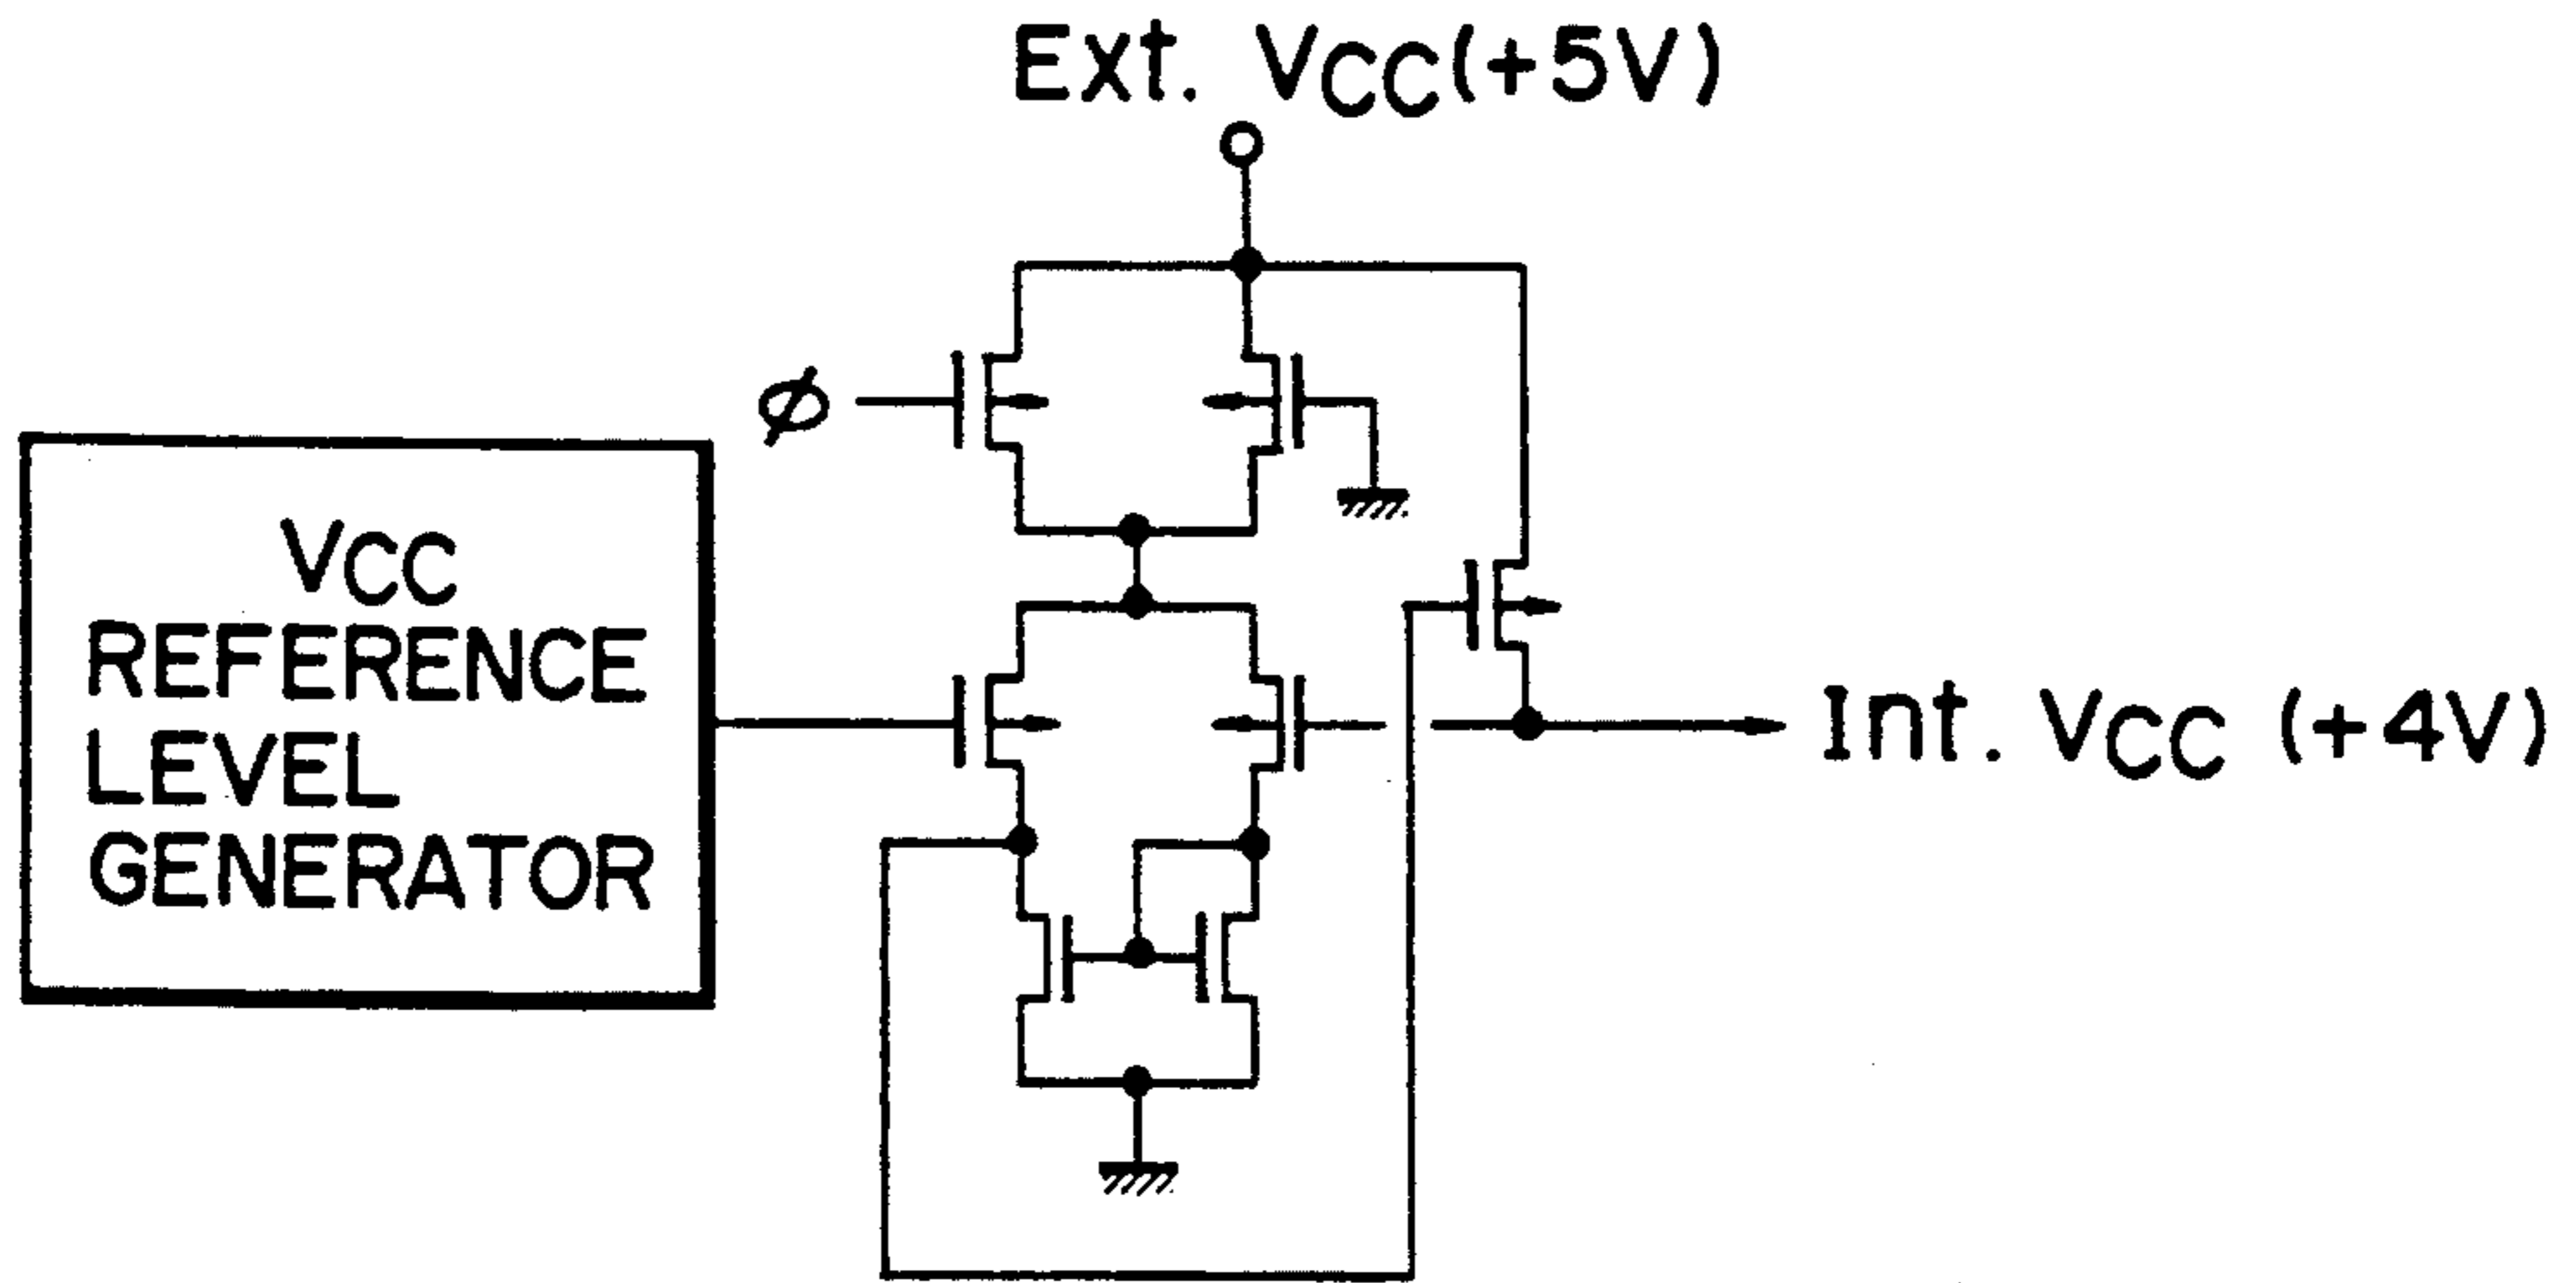 Ext. VCC(+5V)
ϕ
VCC
REFERENCE
LEVEL
GENERATOR
Int. VCC (+4V)